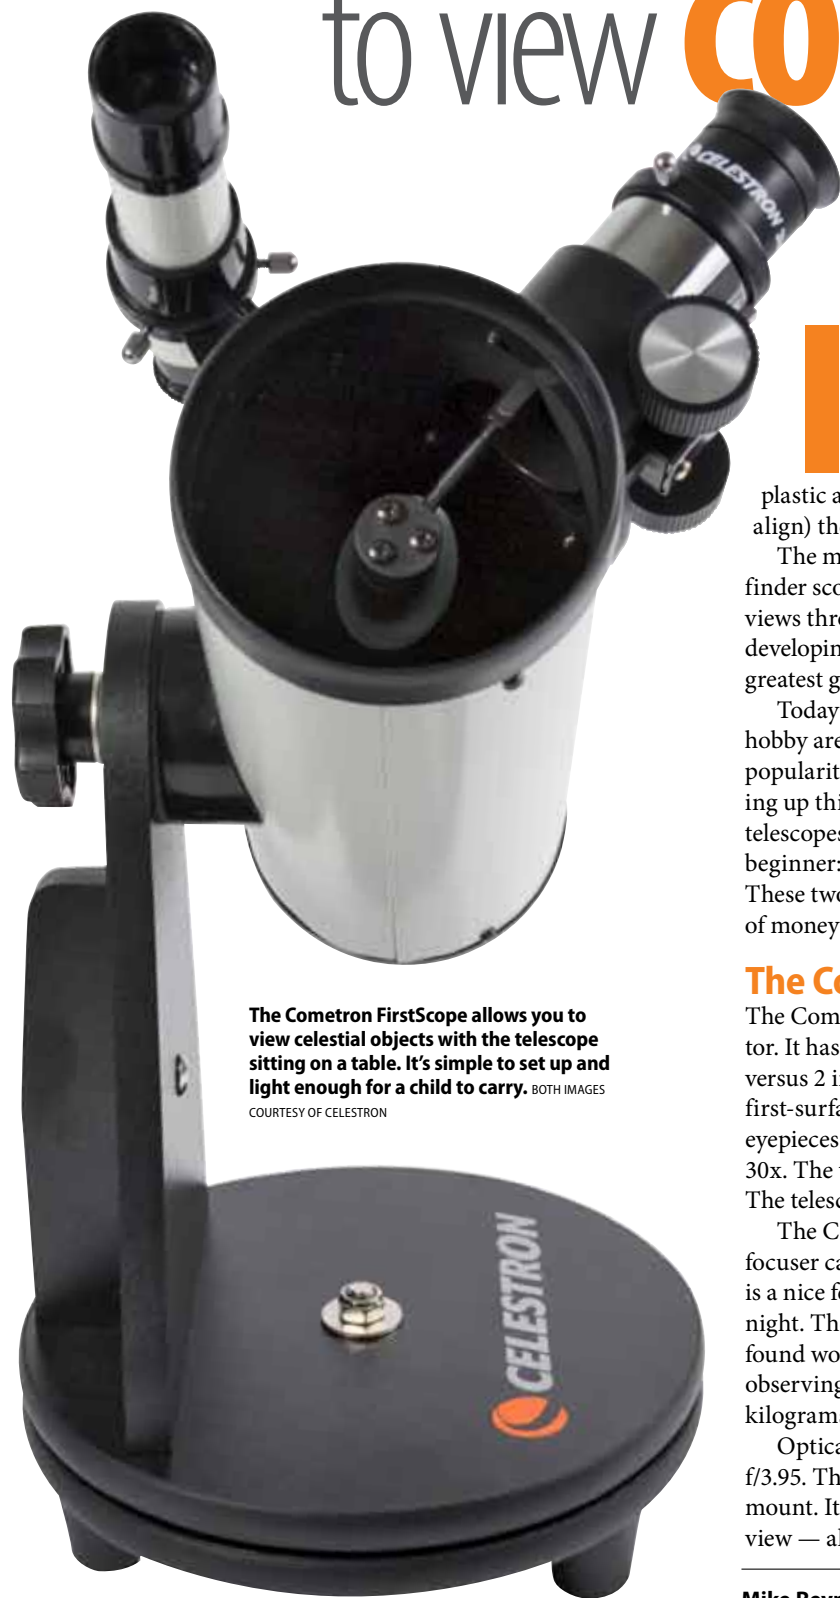 to view CO
CELESTRON
plastic a
align) th
The m
finder sco
views thr
developin
greatest g
Today
hobby are
popularit
ing up thi
telescopes
beginner:
These two
of money
The Co
The Com
tor. It has
versus 2 i
first-surfa
eyepieces
30x. The
The telesc
The C
focuser ca
is a nice f
night. Th
found wo
observing
kilogram
Optica
f/3.95. Th
mount. It
view — al
The Cometron FirstScope allows you to
view celestial objects with the telescope
sitting on a table. It's simple to set up and
light enough for a child to carry. BOTH IMAGES
COURTESY OF CELESTRON
CELESTRON